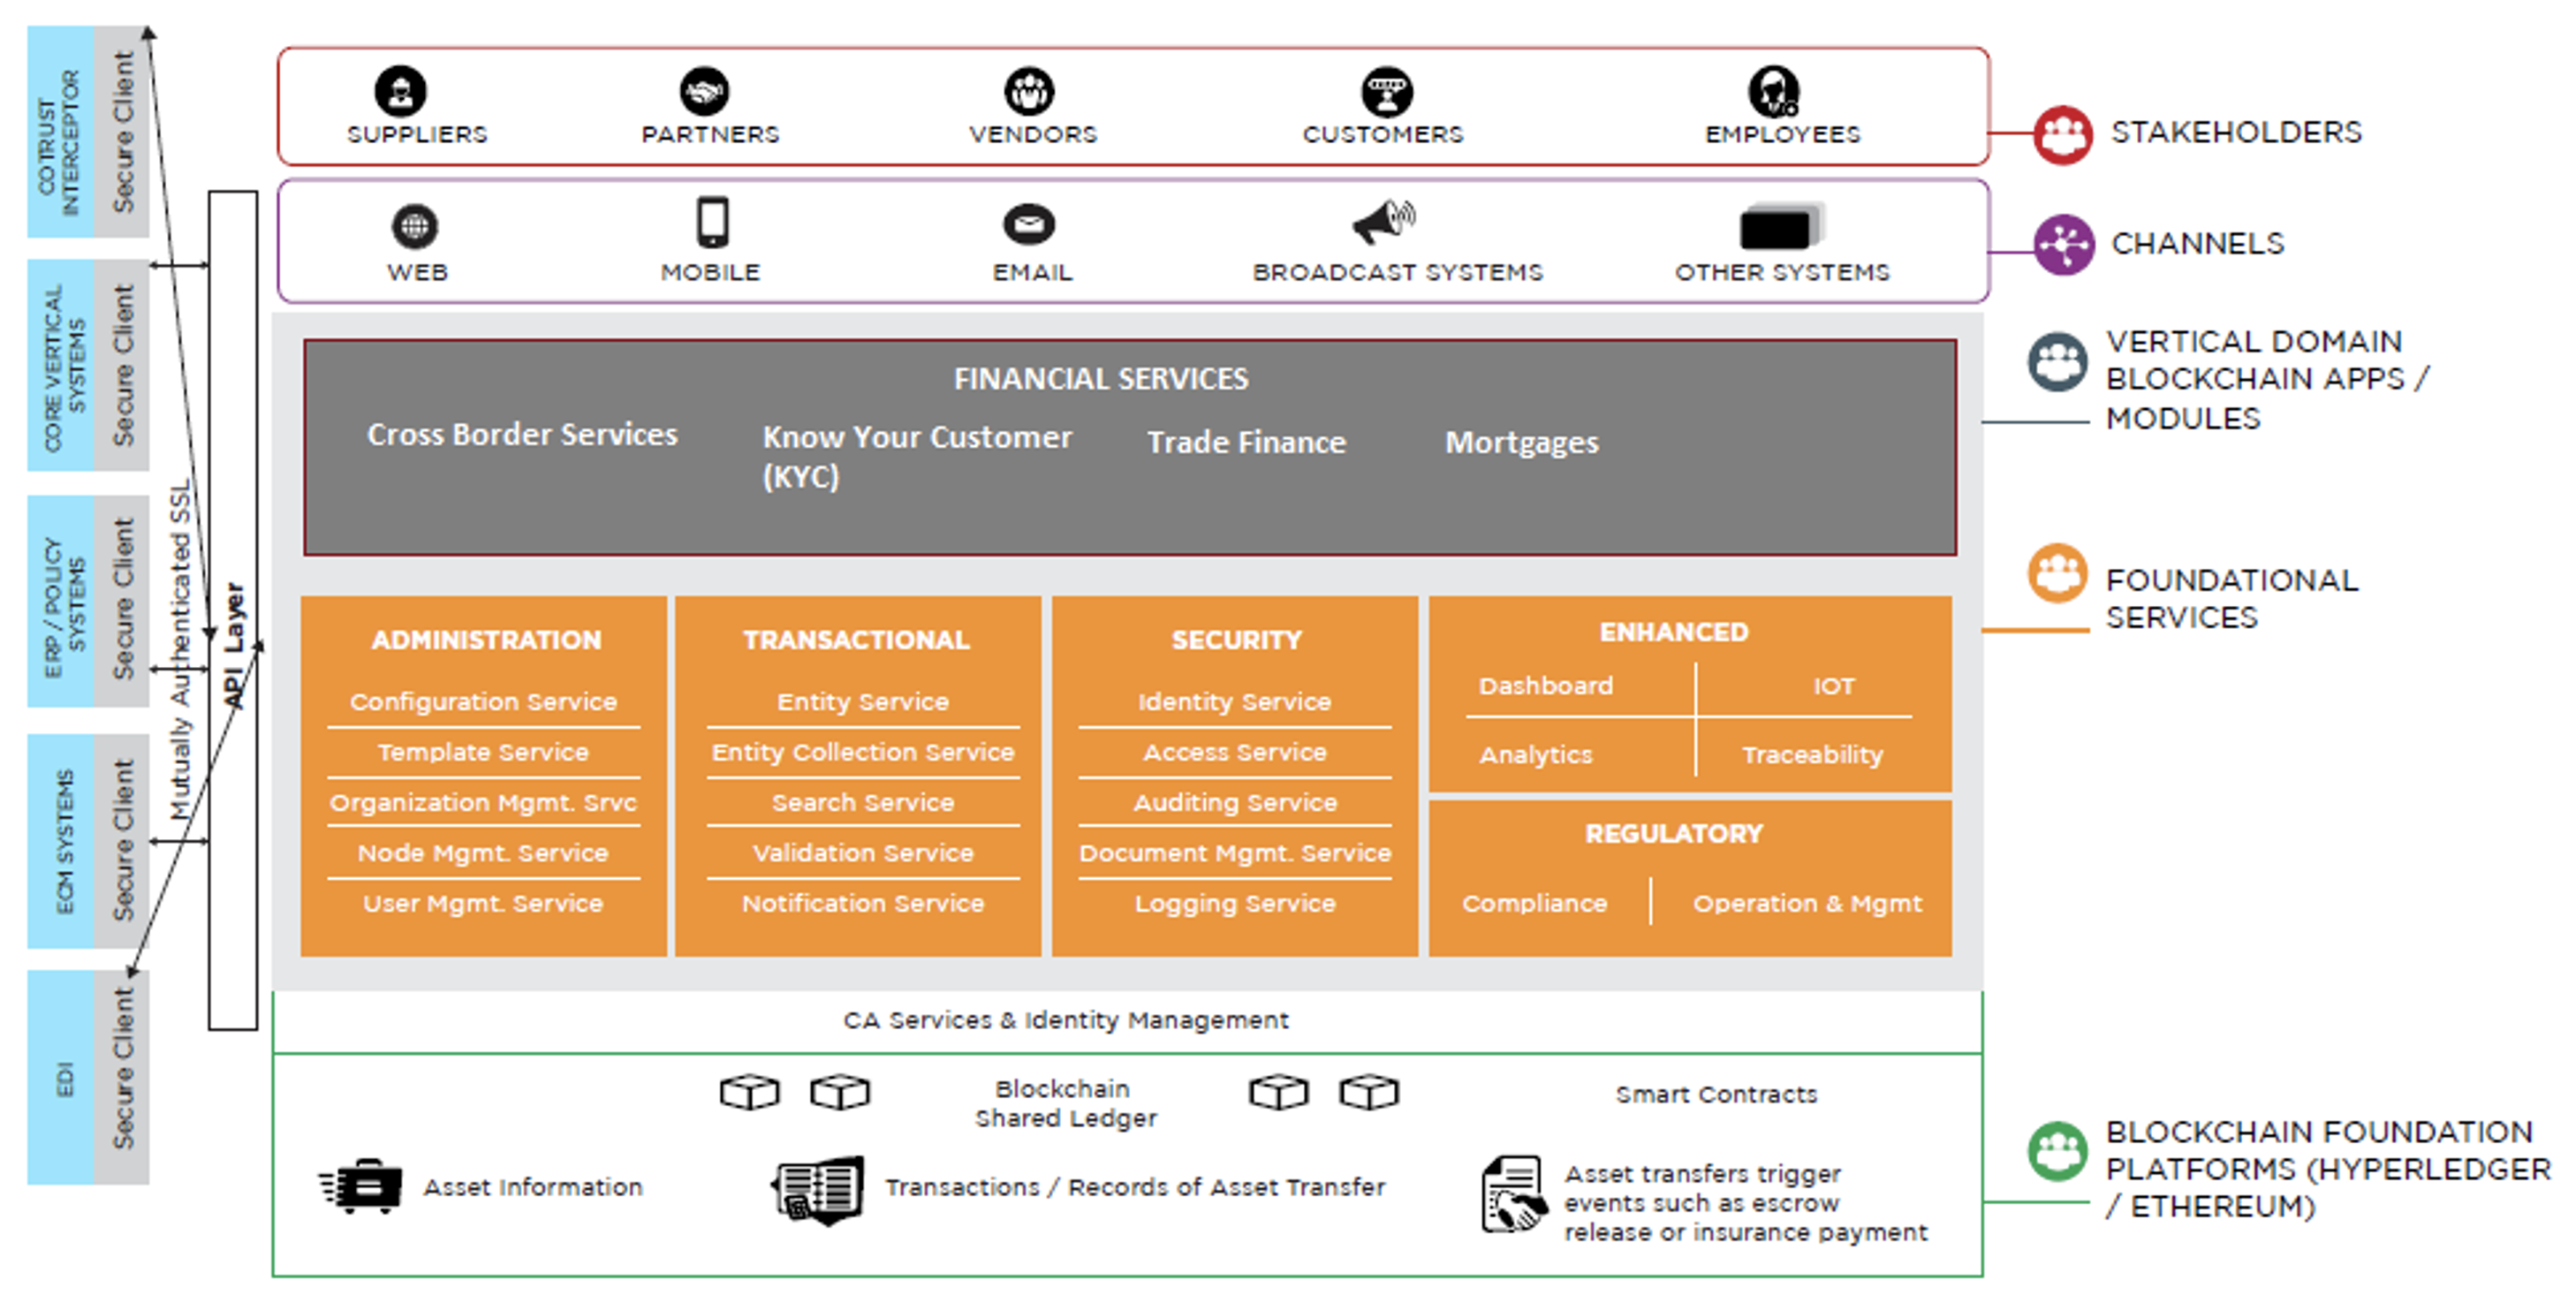 COTRUST
INTERCEPTOR
Secure Client
CORE VERTICAL
SYSTEMS
Secure Client
ERP / POLICY
SYSTEMS
Secure Client
ECM SYSTEMS
Secure Client
EDI
Secure Client
Mutually Authenticated SSL
API Layer
SUPPLIERS
PARTNERS
VENDORS
CUSTOMERS
EMPLOYEES
STAKEHOLDERS
WEB
MOBILE
EMAIL
BROADCAST SYSTEMS
OTHER SYSTEMS
CHANNELS
FINANCIAL SERVICES
Cross Border Services
Know Your Customer
(KYC)
Trade Finance
Mortgages
VERTICAL DOMAIN
BLOCKCHAIN APPS /
MODULES
ADMINISTRATION
Configuration Service
Template Service
Organization Mgmt. Srvc
Node Mgmt. Service
User Mgmt. Service
TRANSACTIONAL
Entity Service
Entity Collection Service
Search Service
Validation Service
Notification Service
SECURITY
Identity Service
Access Service
Auditing Service
Document Mgmt. Service
Logging Service
ENHANCED
Dashboard
IOT
Analytics
Traceability
REGULATORY
Compliance
Operation & Mgmt
FOUNDATIONAL
SERVICES
CA Services & Identity Management
Blockchain
Shared Ledger
Smart Contracts
Asset Information
Transactions / Records of Asset Transfer
Asset transfers trigger
events such as escrow
release or insurance payment
BLOCKCHAIN FOUNDATION
PLATFORMS (HYPERLEDGER
/ ETHEREUM)